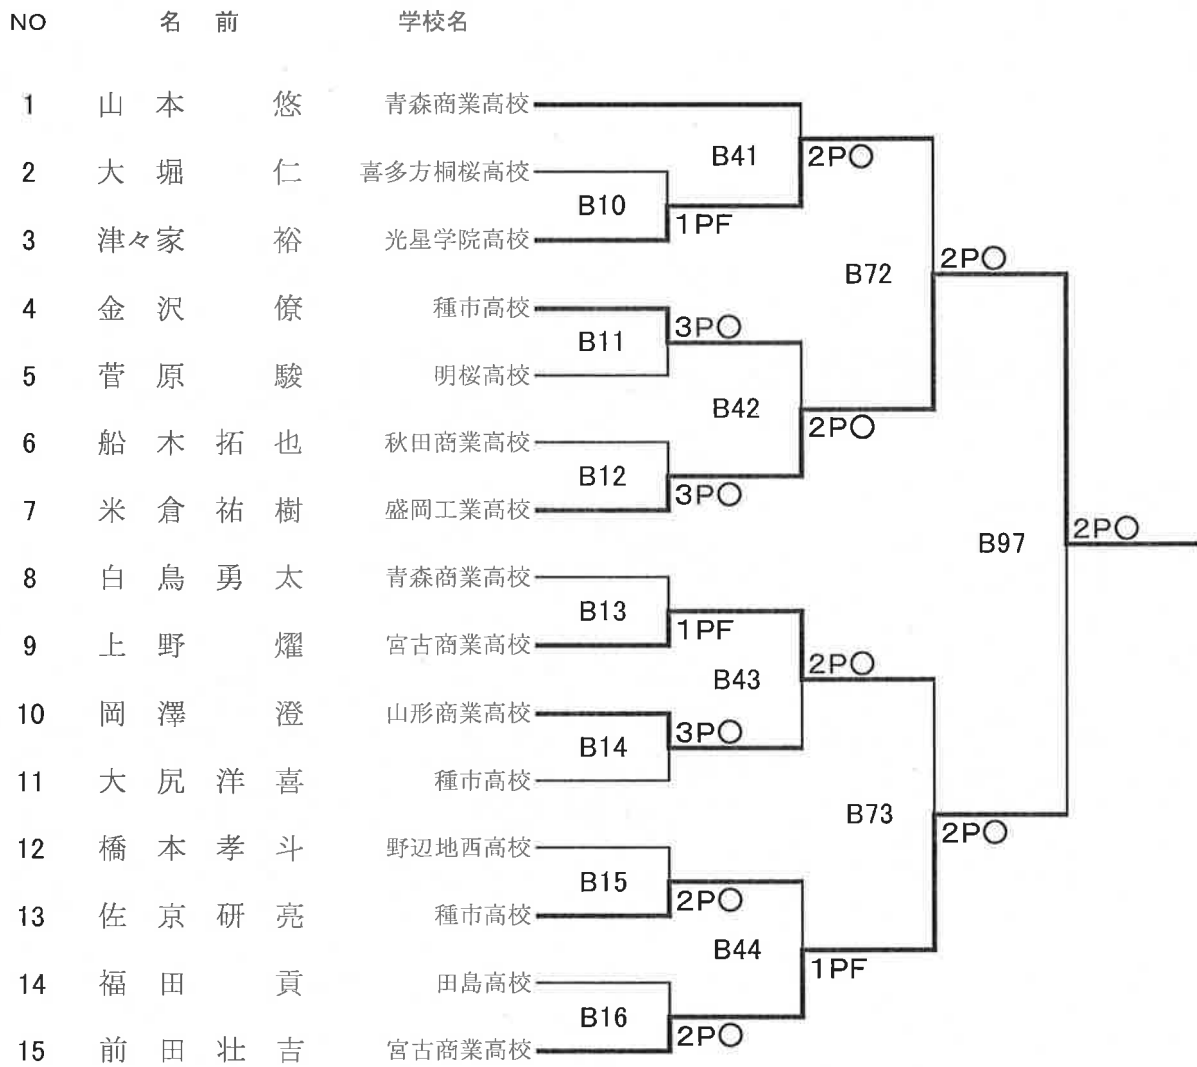 NO 名前 学校名
1 山本 悠 青森商業高校
B41 2P○
2 大堀 仁 喜多方桐桜高校
B10 1PF
3 津々家 裕 光星学院高校
B72 2P○
4 金沢 僚 種市高校
B11 3P○
5 菅原 駿 明桜高校
B42 2P○
6 船木拓也 秋田商業高校
B12 3P○
7 米倉祐樹 盛岡工業高校
B97 2P○
8 白鳥勇太 青森商業高校
B13 1PF
9 上野 燿 宮古商業高校
B43 2P○
10 岡澤 澄 山形商業高校
B14 3P○
11 大尻洋喜 種市高校
B73 2P○
12 橋本孝斗 野辺地西高校
B15 2P○
13 佐京研亮 種市高校
B44 1PF
14 福田 貢 田島高校
B16 2P○
15 前田壮吉 宮古商業高校